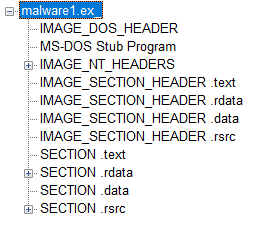 malware1.ex
IMAGE_DOS_HEADER
MS-DOS Stub Program
IMAGE_NT_HEADERS
IMAGE_SECTION_HEADER .text
IMAGE_SECTION_HEADER .rdata
IMAGE_SECTION_HEADER .data
IMAGE_SECTION_HEADER .rsrc
SECTION .text
SECTION .rdata
SECTION .data
SECTION .rsrc